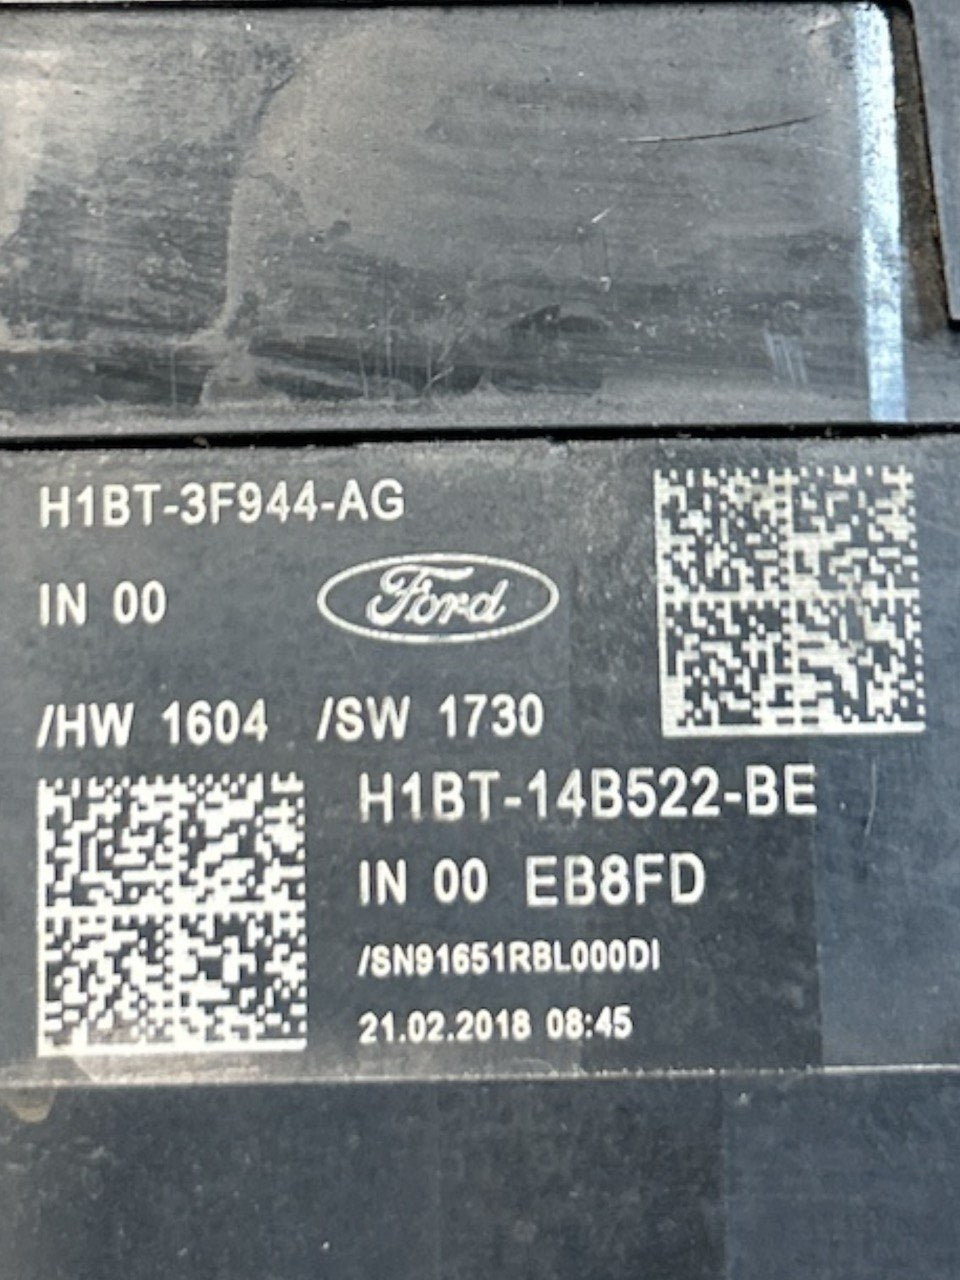 H1BT-3F944-AG
IN 00
Ford
/HW 1604 /SW 1730
H1BT-14B522-BE
IN 00 EB8FD
/SN91651RBL000DI
21.02.2018 08:45